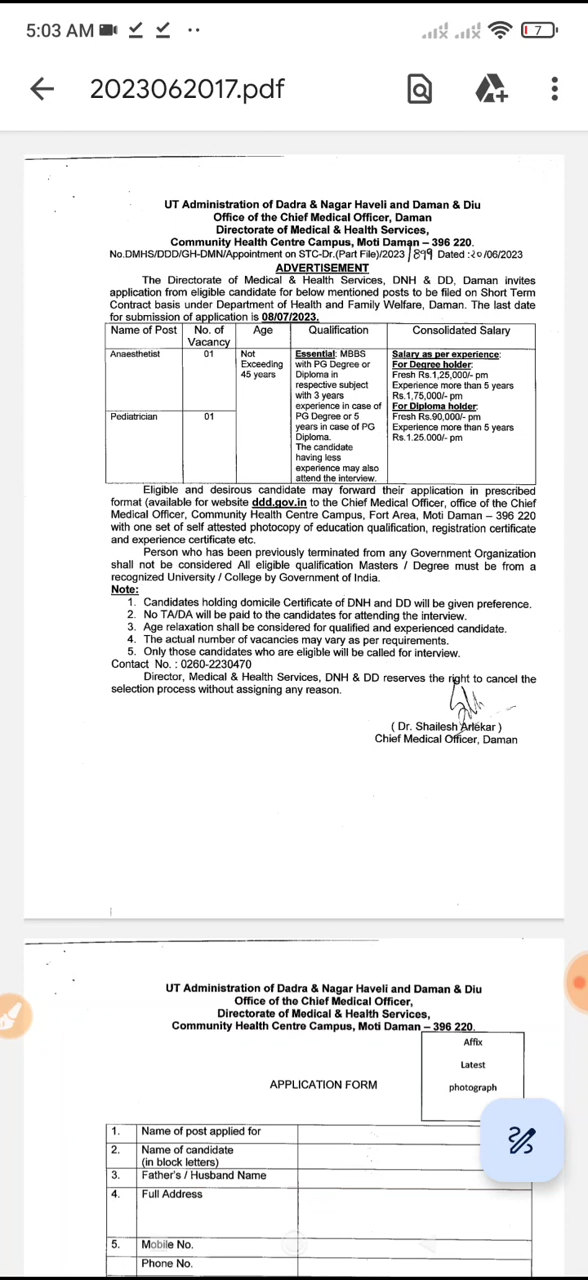 5:03 AM
7
2023062017.pdf
UT Administration of Dadra & Nagar Haveli and Daman & Diu
Office of the Chief Medical Officer, Daman
Directorate of Medical & Health Services,
Community Health Centre Campus, Moti Daman – 396 220.
No.DMHS/DDD/GH-DMN/Appointment on STC-Dr.(Part File)/2023/1899 Dated :20/06/2023
ADVERTISEMENT
The Directorate of Medical & Health Services, DNH & DD, Daman invites
application from eligible candidate for below mentioned posts to be filed on Short Term
Contract basis under Department of Health and Family Welfare, Daman. The last date
for submission of application is 08/07/2023.
Name of Post No. of Vacancy Age Qualification Consolidated Salary
Anaesthetist 01
Pediatrician 01
Not
Exceeding
45 years
Essential: MBBS
with PG Degree or
Diploma in
respective subject
with 3 years
experience in case of
PG Degree or 5
years in case of PG
Diploma.
The candidate
having less
experience may also
attend the interview.
Salary as per experience:
For Degree holder:
Fresh Rs.1,25,000/- pm
Experience more than 5 years
Rs.1,75,000/- pm
For Diploma holder:
Fresh Rs.90,000/- pm
Experience more than 5 years
Rs.1.25.000/- pm
Eligible and desirous candidate may forward their application in prescribed
format (available for website ddd.gov.in to the Chief Medical Officer, office of the Chief
Medical Officer, Community Health Centre Campus, Fort Area, Moti Daman – 396 220
with one set of self attested photocopy of education qualification, registration certificate
and experience certificate etc.
Person who has been previously terminated from any Government Organization
shall not be considered All eligible qualification Masters / Degree must be from a
recognized University / College by Government of India.
Note:
1. Candidates holding domicile Certificate of DNH and DD will be given preference.
2. No TA/DA will be paid to the candidates for attending the interview.
3. Age relaxation shall be considered for qualified and experienced candidate.
4. The actual number of vacancies may vary as per requirements.
5. Only those candidates who are eligible will be called for interview.
Contact No. : 0260-2230470
Director, Medical & Health Services, DNH & DD reserves the right to cancel the
selection process without assigning any reason.
( Dr. Shailesh Arlekar )
Chief Medical Officer, Daman
UT Administration of Dadra & Nagar Haveli and Daman & Diu
Office of the Chief Medical Officer,
Directorate of Medical & Health Services,
Community Health Centre Campus, Moti Daman – 396 220.
Affix
Latest
photograph
APPLICATION FORM
1. Name of post applied for
2. Name of candidate
(in block letters)
3. Father's / Husband Name
4. Full Address
5. Mobile No.
Phone No.